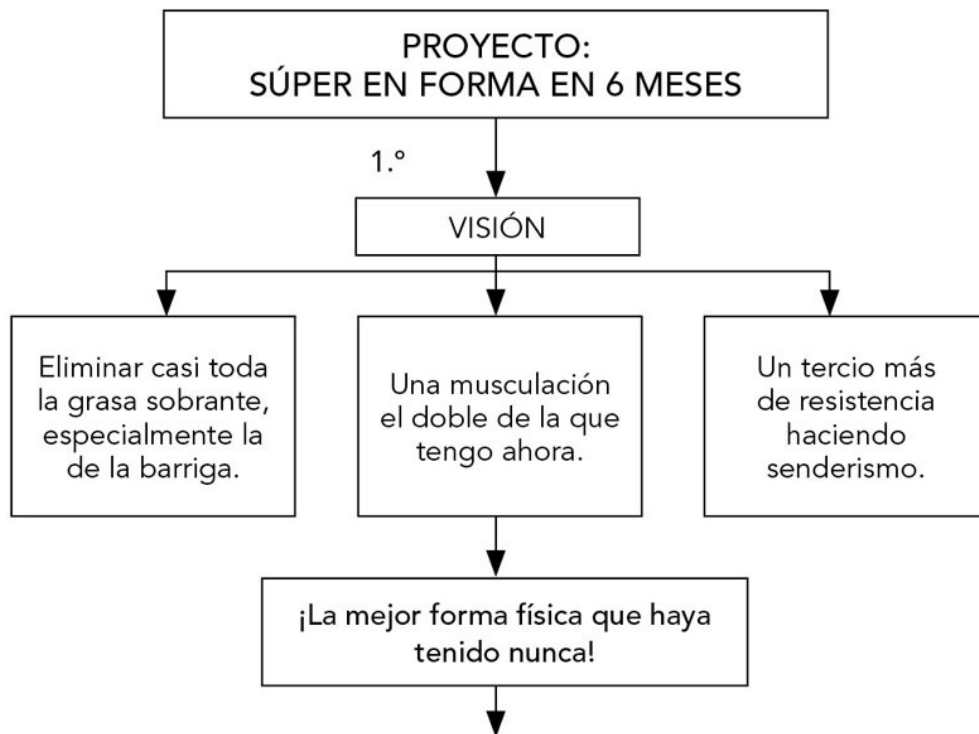 PROYECTO:
SÚPER EN FORMA EN 6 MESES
1.º
VISIÓN
Eliminar casi toda
la grasa sobrante,
especialmente la
de la barriga.
Una musculación
el doble de la que
tengo ahora.
Un tercio más
de resistencia
haciendo
senderismo.
¡La mejor forma física que haya
tenido nunca!